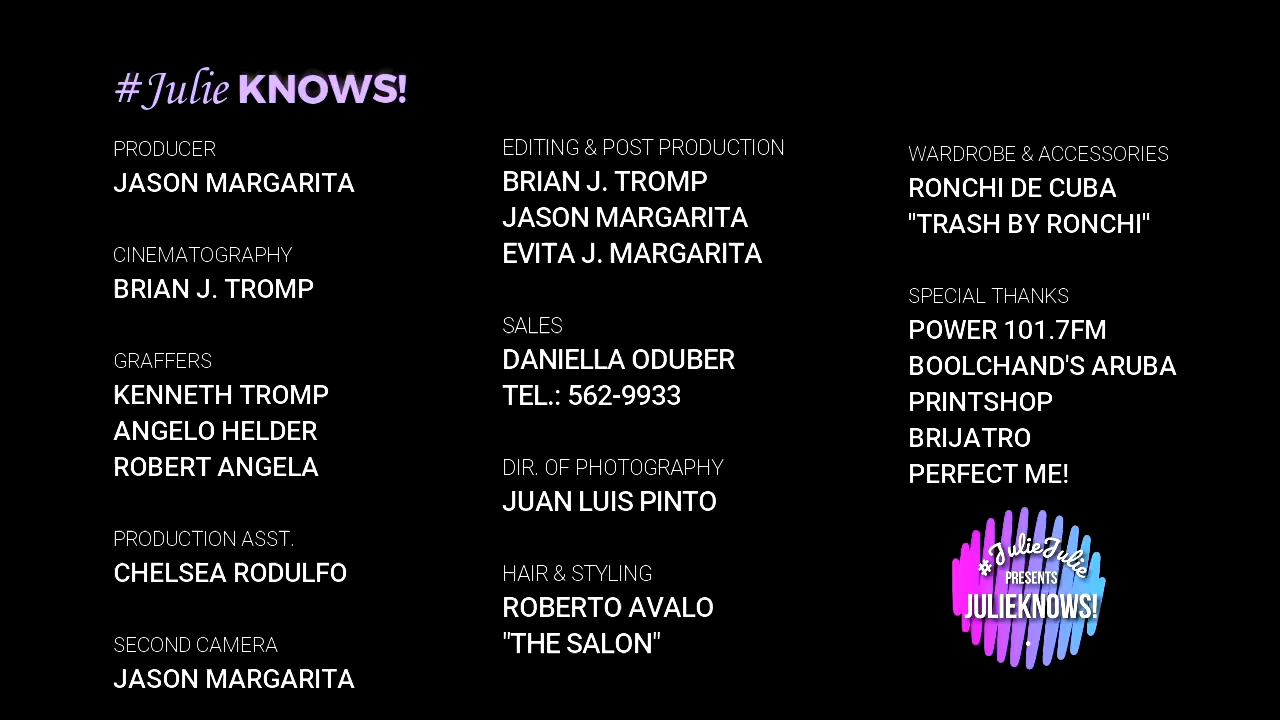 #Julie KNOWS!
PRODUCER
JASON MARGARITA
CINEMATOGRAPHY
BRIAN J. TROMP
GRAFFERS
KENNETH TROMP
ANGELO HELDER
ROBERT ANGELA
PRODUCTION ASST.
CHELSEA RODULFO
SECOND CAMERA
JASON MARGARITA
EDITING & POST PRODUCTION
BRIAN J. TROMP
JASON MARGARITA
EVITA J. MARGARITA
SALES
DANIELLA ODUBER
TEL.: 562-9933
DIR. OF PHOTOGRAPHY
JUAN LUIS PINTO
HAIR & STYLING
ROBERTO AVALO
"THE SALON"
WARDROBE & ACCESSORIES
RONCHI DE CUBA
"TRASH BY RONCHI"
SPECIAL THANKS
POWER 101.7FM
BOOLCHAND'S ARUBA
PRINTSHOP
BRIJATRO
PERFECT ME!
#JulieJulie
PRESENTS
JULIEKNOWS!